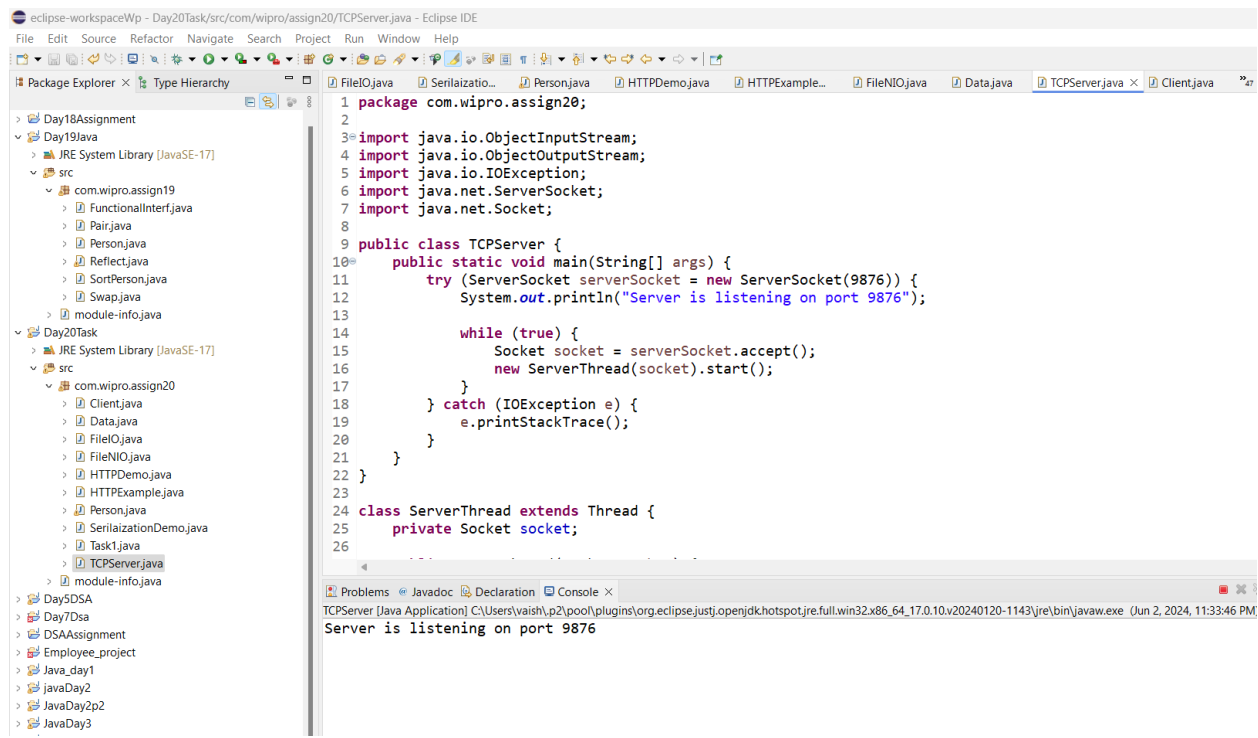 eclipse-workspaceWp - Day20Task/src/com/wipro/assign20/TCPServer.java - Eclipse IDE
File Edit Source Refactor Navigate Search Project Run Window Help
Package Explorer × Type Hierarchy
Day18Assignment
Day19Java
JRE System Library [JavaSE-17]
src
com.wipro.assign19
FunctionalInterf.java
Pair.java
Person.java
Reflect.java
SortPerson.java
Swap.java
module-info.java
Day20Task
JRE System Library [JavaSE-17]
src
com.wipro.assign20
Client.java
Data.java
FileIO.java
FileNIO.java
HTTPDemo.java
HTTPExample.java
Person.java
SerilaizationDemo.java
Task1.java
TCPServer.java
module-info.java
Day5DSA
Day7Dsa
DSAAssignment
Employee_project
Java_day1
javaDay2
JavaDay2p2
JavaDay3
FileIO.java Serilaizatio... Person.java HTTPDemo.java HTTPExample... FileNIO.java Data.java TCPServer.java × Client.java »47
1 package com.wipro.assign20;
2
3 import java.io.ObjectInputStream;
4 import java.io.ObjectOutputStream;
5 import java.io.IOException;
6 import java.net.ServerSocket;
7 import java.net.Socket;
8
9 public class TCPServer {
10 public static void main(String[] args) {
11 try (ServerSocket serverSocket = new ServerSocket(9876)) {
12 System.out.println("Server is listening on port 9876");
13
14 while (true) {
15 Socket socket = serverSocket.accept();
16 new ServerThread(socket).start();
17 }
18 } catch (IOException e) {
19 e.printStackTrace();
20 }
21 }
22 }
23
24 class ServerThread extends Thread {
25 private Socket socket;
26
Problems Javadoc Declaration Console ×
TCPServer [Java Application] C:\Users\vaish\.p2\pool\plugins\org.eclipse.justj.openjdk.hotspot.jre.full.win32.x86_64_17.0.10.v20240120-1143\jre\bin\javaw.exe (Jun 2, 2024, 11:33:46 PM)
Server is listening on port 9876